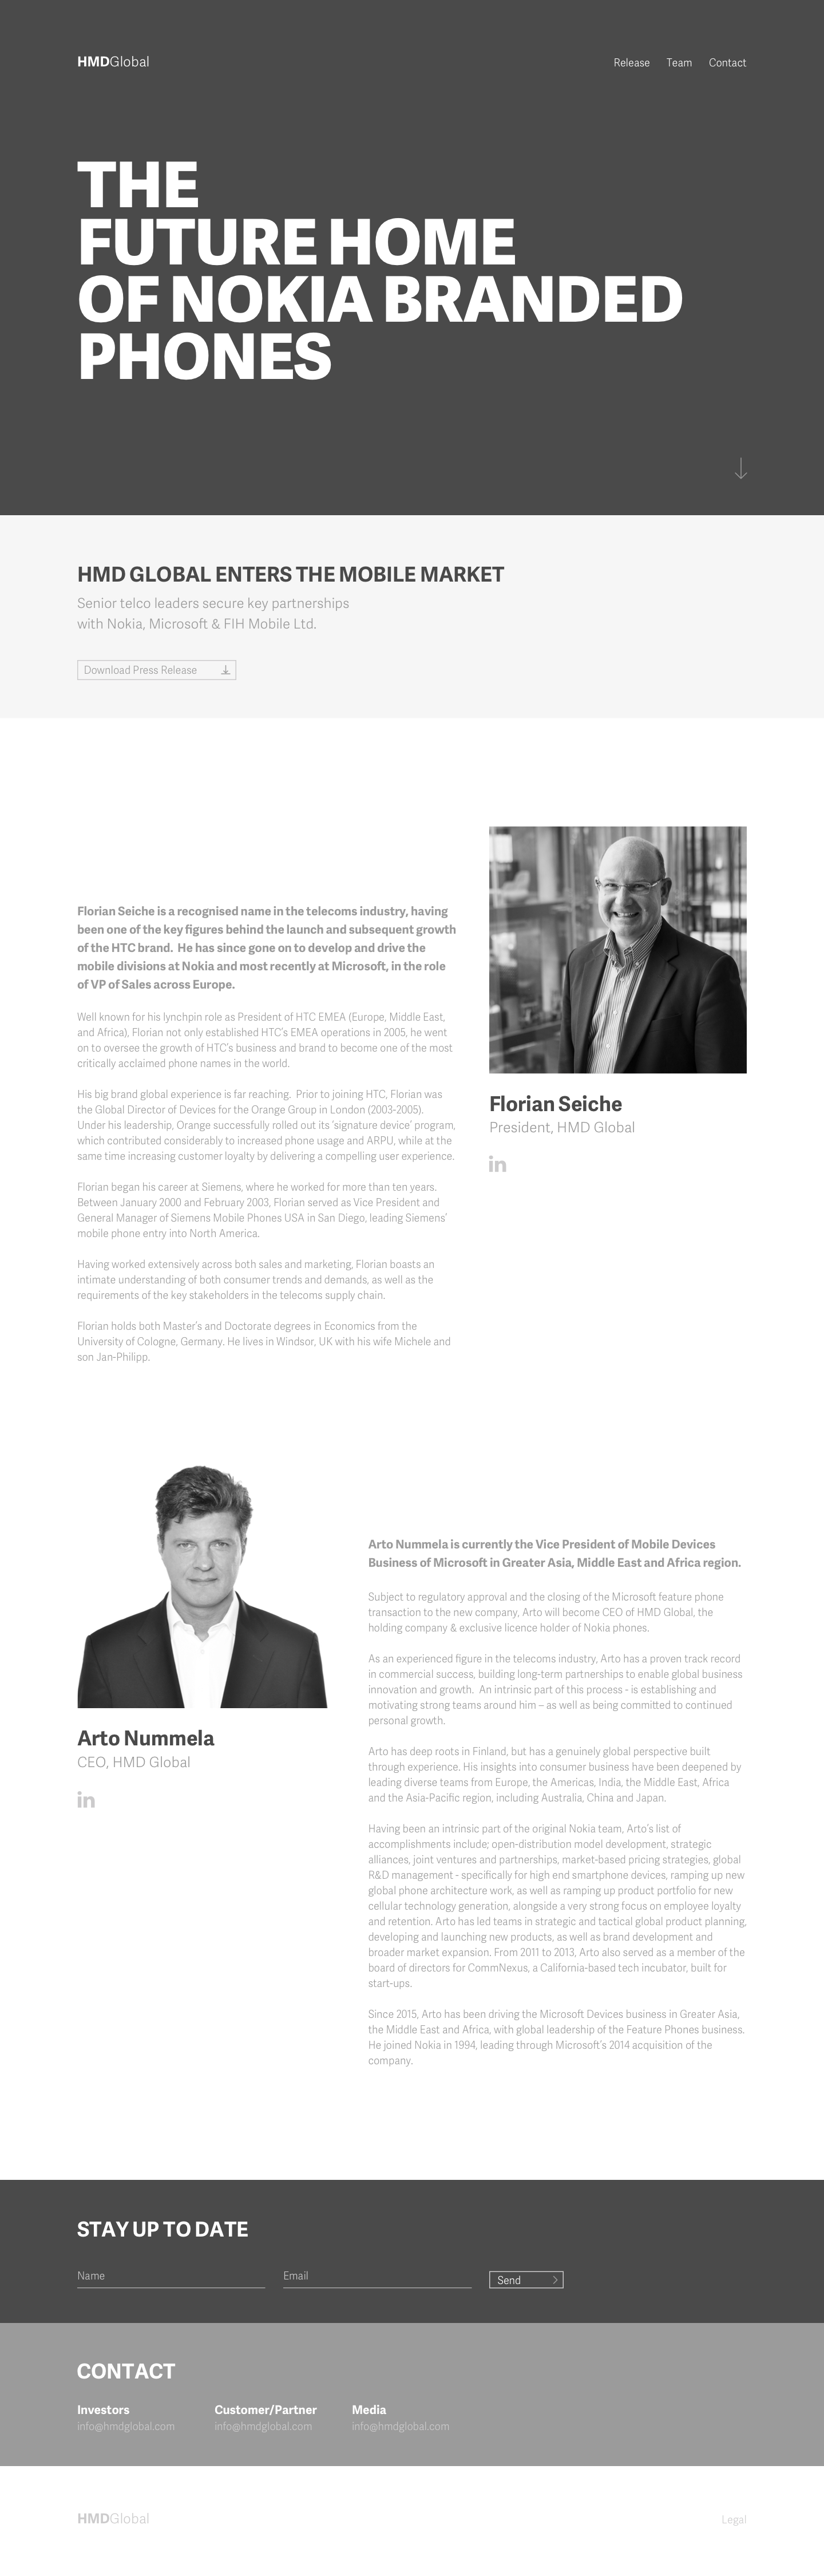 HMDGlobal
Release Team Contact
THE
FUTURE HOME
OF NOKIA BRANDED
PHONES
HMD GLOBAL ENTERS THE MOBILE MARKET
Senior telco leaders secure key partnerships
with Nokia, Microsoft & FIH Mobile Ltd.
Download Press Release
Florian Seiche is a recognised name in the telecoms industry, having
been one of the key figures behind the launch and subsequent growth
of the HTC brand.  He has since gone on to develop and drive the
mobile divisions at Nokia and most recently at Microsoft, in the role
of VP of Sales across Europe.
Well known for his lynchpin role as President of HTC EMEA (Europe, Middle East,
and Africa), Florian not only established HTC's EMEA operations in 2005, he went
on to oversee the growth of HTC's business and brand to become one of the most
critically acclaimed phone names in the world.
His big brand global experience is far reaching.  Prior to joining HTC, Florian was
the Global Director of Devices for the Orange Group in London (2003-2005).
Under his leadership, Orange successfully rolled out its 'signature device' program,
which contributed considerably to increased phone usage and ARPU, while at the
same time increasing customer loyalty by delivering a compelling user experience.
Florian began his career at Siemens, where he worked for more than ten years.
Between January 2000 and February 2003, Florian served as Vice President and
General Manager of Siemens Mobile Phones USA in San Diego, leading Siemens'
mobile phone entry into North America.
Having worked extensively across both sales and marketing, Florian boasts an
intimate understanding of both consumer trends and demands, as well as the
requirements of the key stakeholders in the telecoms supply chain.
Florian holds both Master's and Doctorate degrees in Economics from the
University of Cologne, Germany. He lives in Windsor, UK with his wife Michele and
son Jan-Philipp.
Florian Seiche
President, HMD Global
in
Arto Nummela
CEO, HMD Global
in
Arto Nummela is currently the Vice President of Mobile Devices
Business of Microsoft in Greater Asia, Middle East and Africa region.
Subject to regulatory approval and the closing of the Microsoft feature phone
transaction to the new company, Arto will become CEO of HMD Global, the
holding company & exclusive licence holder of Nokia phones.
As an experienced figure in the telecoms industry, Arto has a proven track record
in commercial success, building long-term partnerships to enable global business
innovation and growth.  An intrinsic part of this process - is establishing and
motivating strong teams around him – as well as being committed to continued
personal growth.
Arto has deep roots in Finland, but has a genuinely global perspective built
through experience. His insights into consumer business have been deepened by
leading diverse teams from Europe, the Americas, India, the Middle East, Africa
and the Asia-Pacific region, including Australia, China and Japan.
Having been an intrinsic part of the original Nokia team, Arto's list of
accomplishments include; open-distribution model development, strategic
alliances, joint ventures and partnerships, market-based pricing strategies, global
R&D management - specifically for high end smartphone devices, ramping up new
global phone architecture work, as well as ramping up product portfolio for new
cellular technology generation, alongside a very strong focus on employee loyalty
and retention. Arto has led teams in strategic and tactical global product planning,
developing and launching new products, as well as brand development and
broader market expansion. From 2011 to 2013, Arto also served as a member of the
board of directors for CommNexus, a California-based tech incubator, built for
start-ups.
Since 2015, Arto has been driving the Microsoft Devices business in Greater Asia,
the Middle East and Africa, with global leadership of the Feature Phones business.
He joined Nokia in 1994, leading through Microsoft's 2014 acquisition of the
company.
STAY UP TO DATE
Name Email Send
CONTACT
Investors Customer/Partner Media
info@hmdglobal.com info@hmdglobal.com info@hmdglobal.com
HMDGlobal
Legal